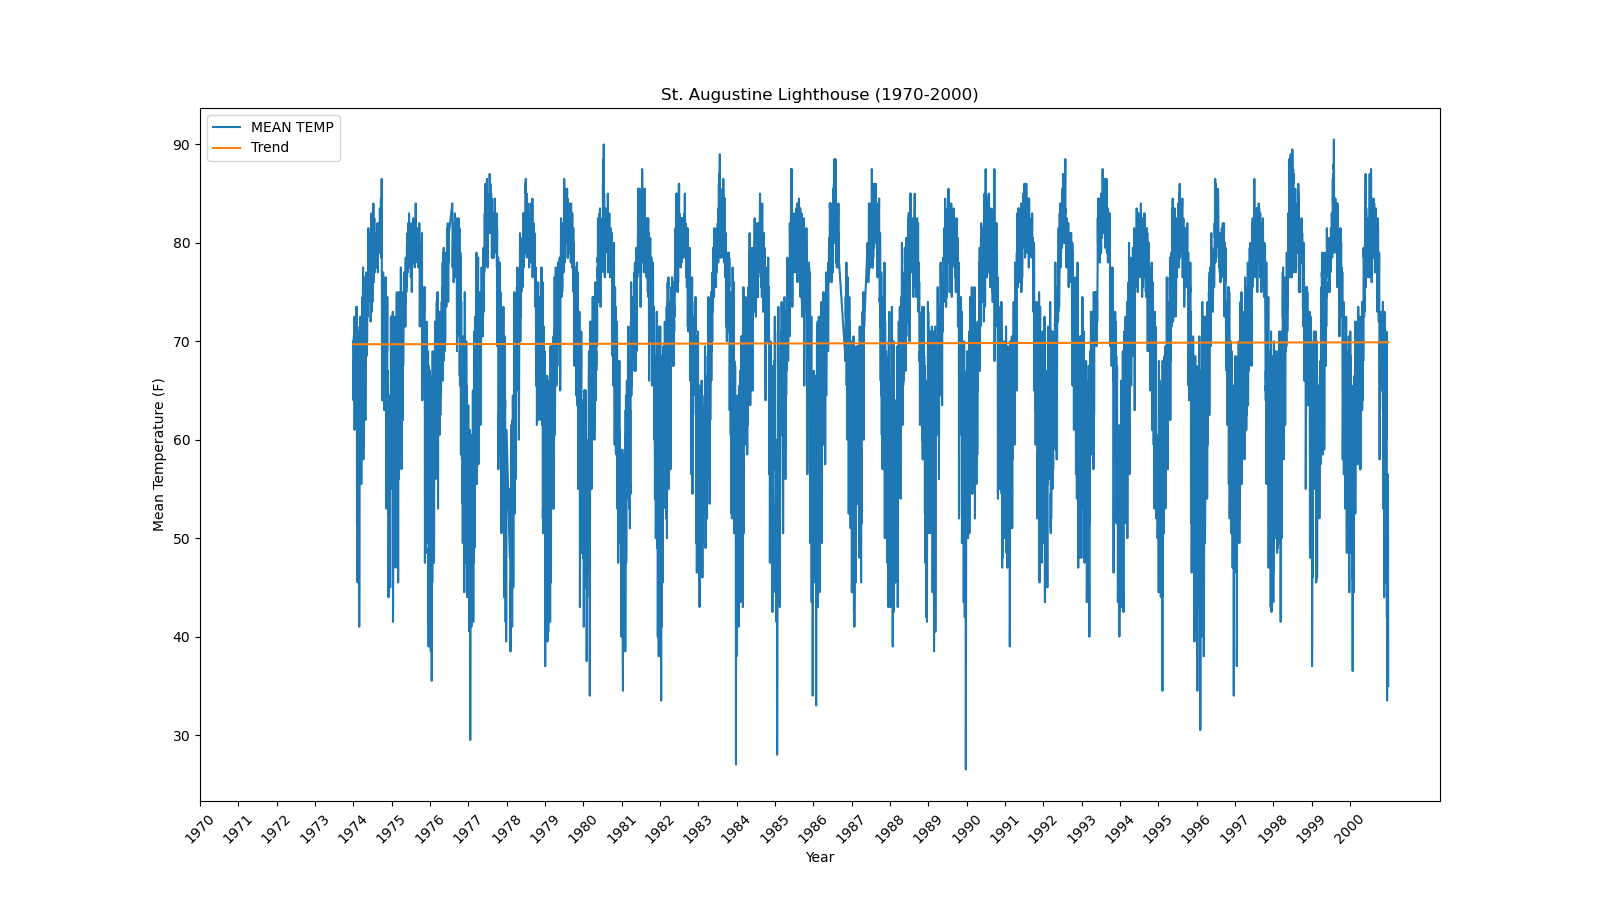 St. Augustine Lighthouse (1970-2000)
MEAN TEMP
Trend
90
80
70
60
50
40
30
Mean Temperature (F)
1970 1971 1972 1973 1974 1975 1976 1977 1978 1979 1980 1981 1982 1983 1984 1985 1986 1987 1988 1989 1990 1991 1992 1993 1994 1995 1996 1997 1998 1999 2000
Year